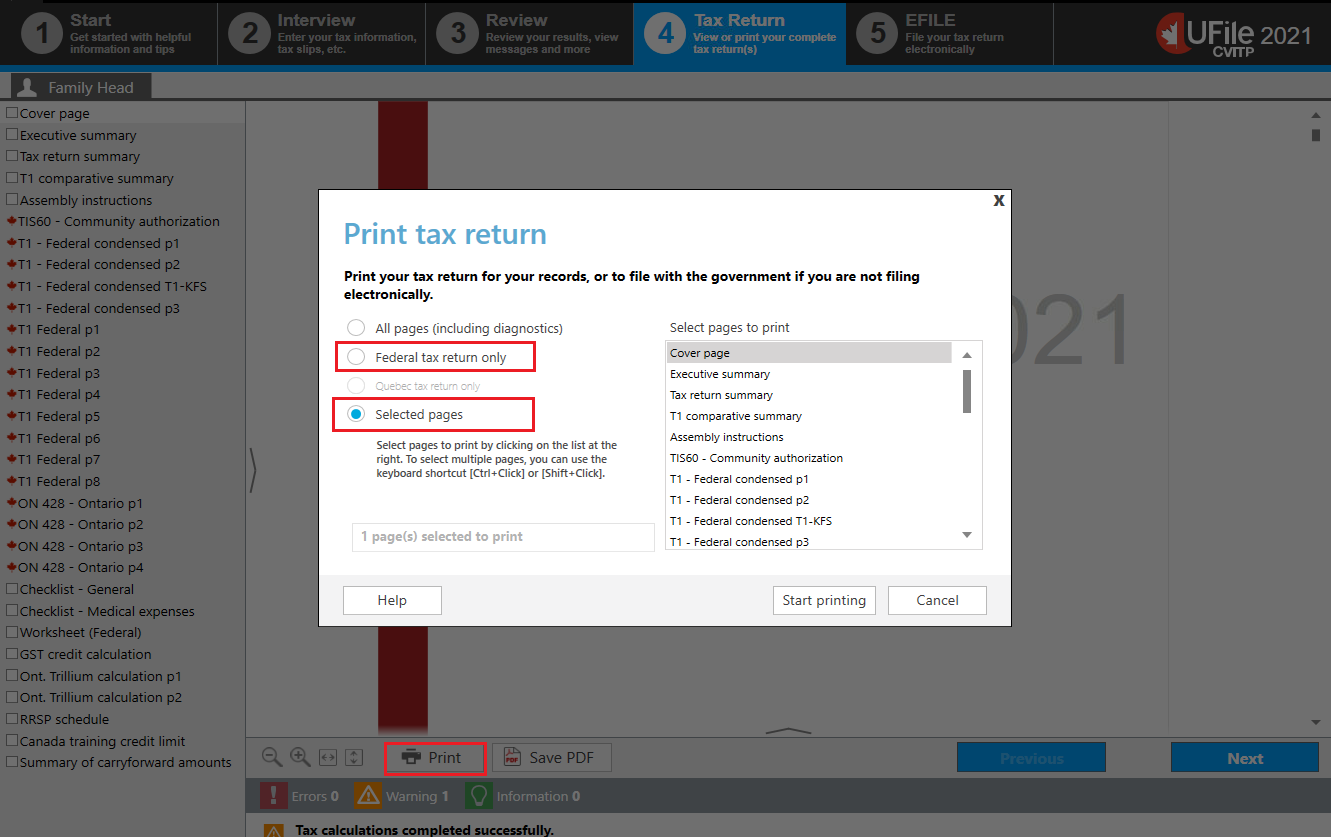 1
Start
Get started with helpful
information and tips
2
Interview
Enter your tax information,
tax slips, etc.
3
Review
Review your results, view
messages and more
4
Tax Return
View or print your complete
tax return(s)
5
EFILE
File your tax return
electronically
UFile 2021
CVITP
Family Head
Cover page
Executive summary
Tax return summary
T1 comparative summary
Assembly instructions
TIS60 - Community authorization
T1 - Federal condensed p1
T1 - Federal condensed p2
T1 - Federal condensed T1-KFS
T1 - Federal condensed p3
T1 Federal p1
T1 Federal p2
T1 Federal p3
T1 Federal p4
T1 Federal p5
T1 Federal p6
T1 Federal p7
T1 Federal p8
ON 428 - Ontario p1
ON 428 - Ontario p2
ON 428 - Ontario p3
ON 428 - Ontario p4
Checklist - General
Checklist - Medical expenses
Worksheet (Federal)
GST credit calculation
Ont. Trillium calculation p1
Ont. Trillium calculation p2
RRSP schedule
Canada training credit limit
Summary of carryforward amounts
021
X
Print tax return
Print your tax return for your records, or to file with the government if you are not filing
electronically.
All pages (including diagnostics)
Federal tax return only
Quebec tax return only
Selected pages
Select pages to print by clicking on the list at the
right. To select multiple pages, you can use the
keyboard shortcut [Ctrl+Click] or [Shift+Click].
1 page(s) selected to print
Select pages to print
Cover page
Executive summary
Tax return summary
T1 comparative summary
Assembly instructions
TIS60 - Community authorization
T1 - Federal condensed p1
T1 - Federal condensed p2
T1 - Federal condensed T1-KFS
T1 - Federal condensed p3
Help
Start printing
Cancel
Print
PDF
Save PDF
Previous
Next
Errors 0
Warning 1
Information 0
Tax calculations completed successfully.